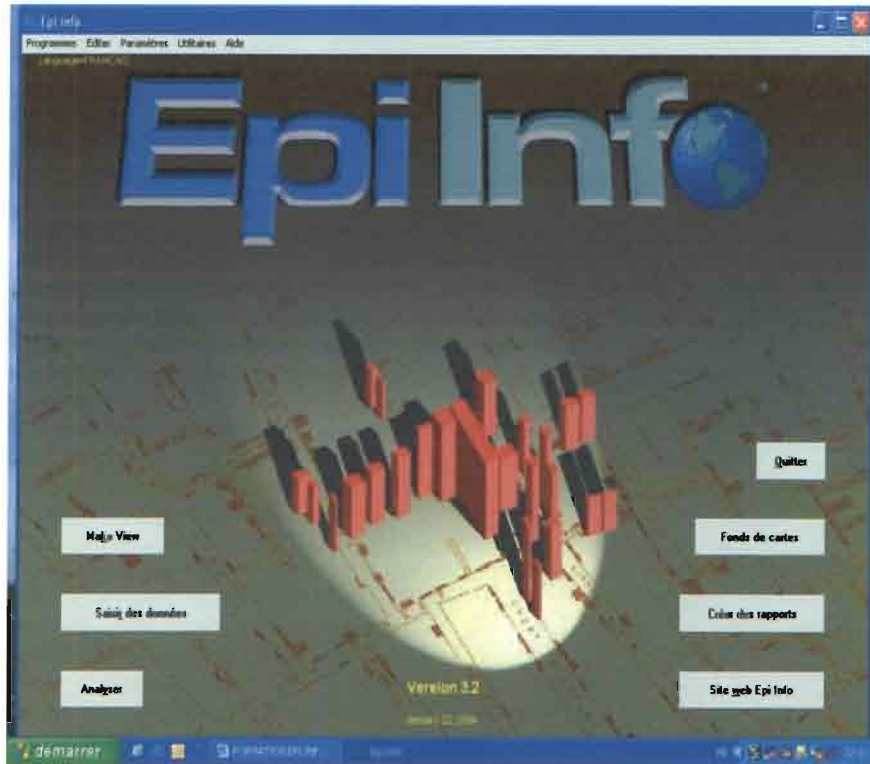 Epi Info
Programmes Editer Paramètres Utilitaires Aide
Epi Info
Quitter
Make View
Fonds de cartes
Saisie des données
Créer des rapports
Analyser
Version 3.2
Site web Epi Info
démarrer